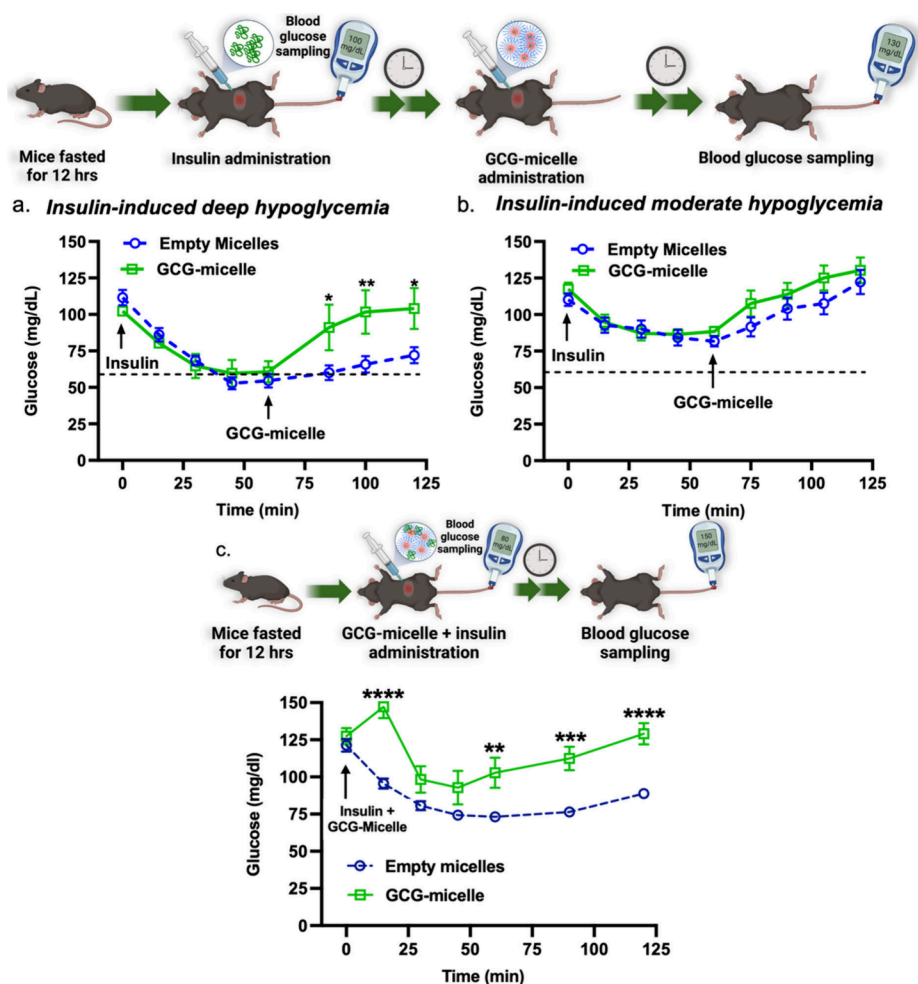 Blood
glucose
sampling
100
mg/dL
130
mg/dL
Mice fasted
for 12 hrs
Insulin administration
GCG-micelle
administration
Blood glucose sampling
a. Insulin-induced deep hypoglycemia
150
125
100
75
50
25
0
Glucose (mg/dL)
Empty Micelles
GCG-micelle
* ** *
Insulin
GCG-micelle
0 25 50 75 100 125
Time (min)
b. Insulin-induced moderate hypoglycemia
150
125
100
75
50
25
0
Glucose (mg/dL)
Empty Micelles
GCG-micelle
Insulin
GCG-micelle
0 25 50 75 100 125
Time (min)
c.
Blood
glucose
sampling
80
mg/dL
150
mg/dL
Mice fasted
for 12 hrs
GCG-micelle + insulin
administration
Blood glucose
sampling
150
125
100
75
50
25
0
Glucose (mg/dl)
**** ** *** ****
Insulin +
GCG-Micelle
Empty micelles
GCG-micelle
0 25 50 75 100 125
Time (min)